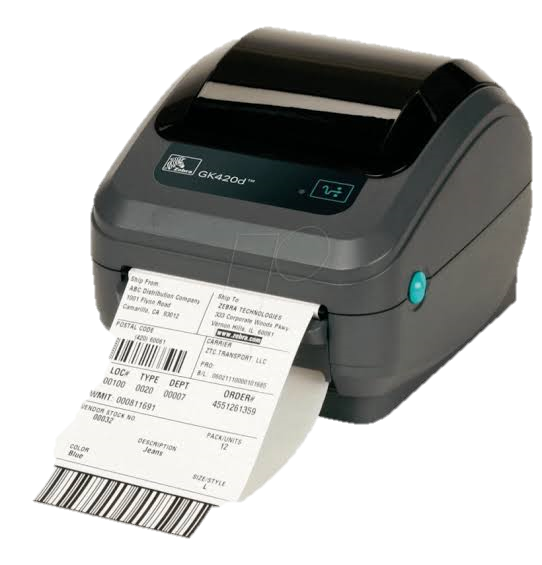 Zebra
GK420d™
Ship From
ABC Distribution Company
1001 Flynn Road
Camarilla, CA 93012
Ship To
ZEBRA TECHNOLOGIES
333 Corporate Woods Pkwy.
Vernon Hills, IL 60061
www.zebra.com
POSTAL CODE
(420) 60061
CARRIER
ZTC.TRANSPORT, LLC
PRO:
B/L:
LOC# TYPE DEPT ORDER#
00100 0020 00007 4551261359
WMIT: 000811691
VENDOR STOCK NO
00032
PACK/UNITS
12
COLOR
Blue
DESCRIPTION
Jeans
SIZE/STYLE
L